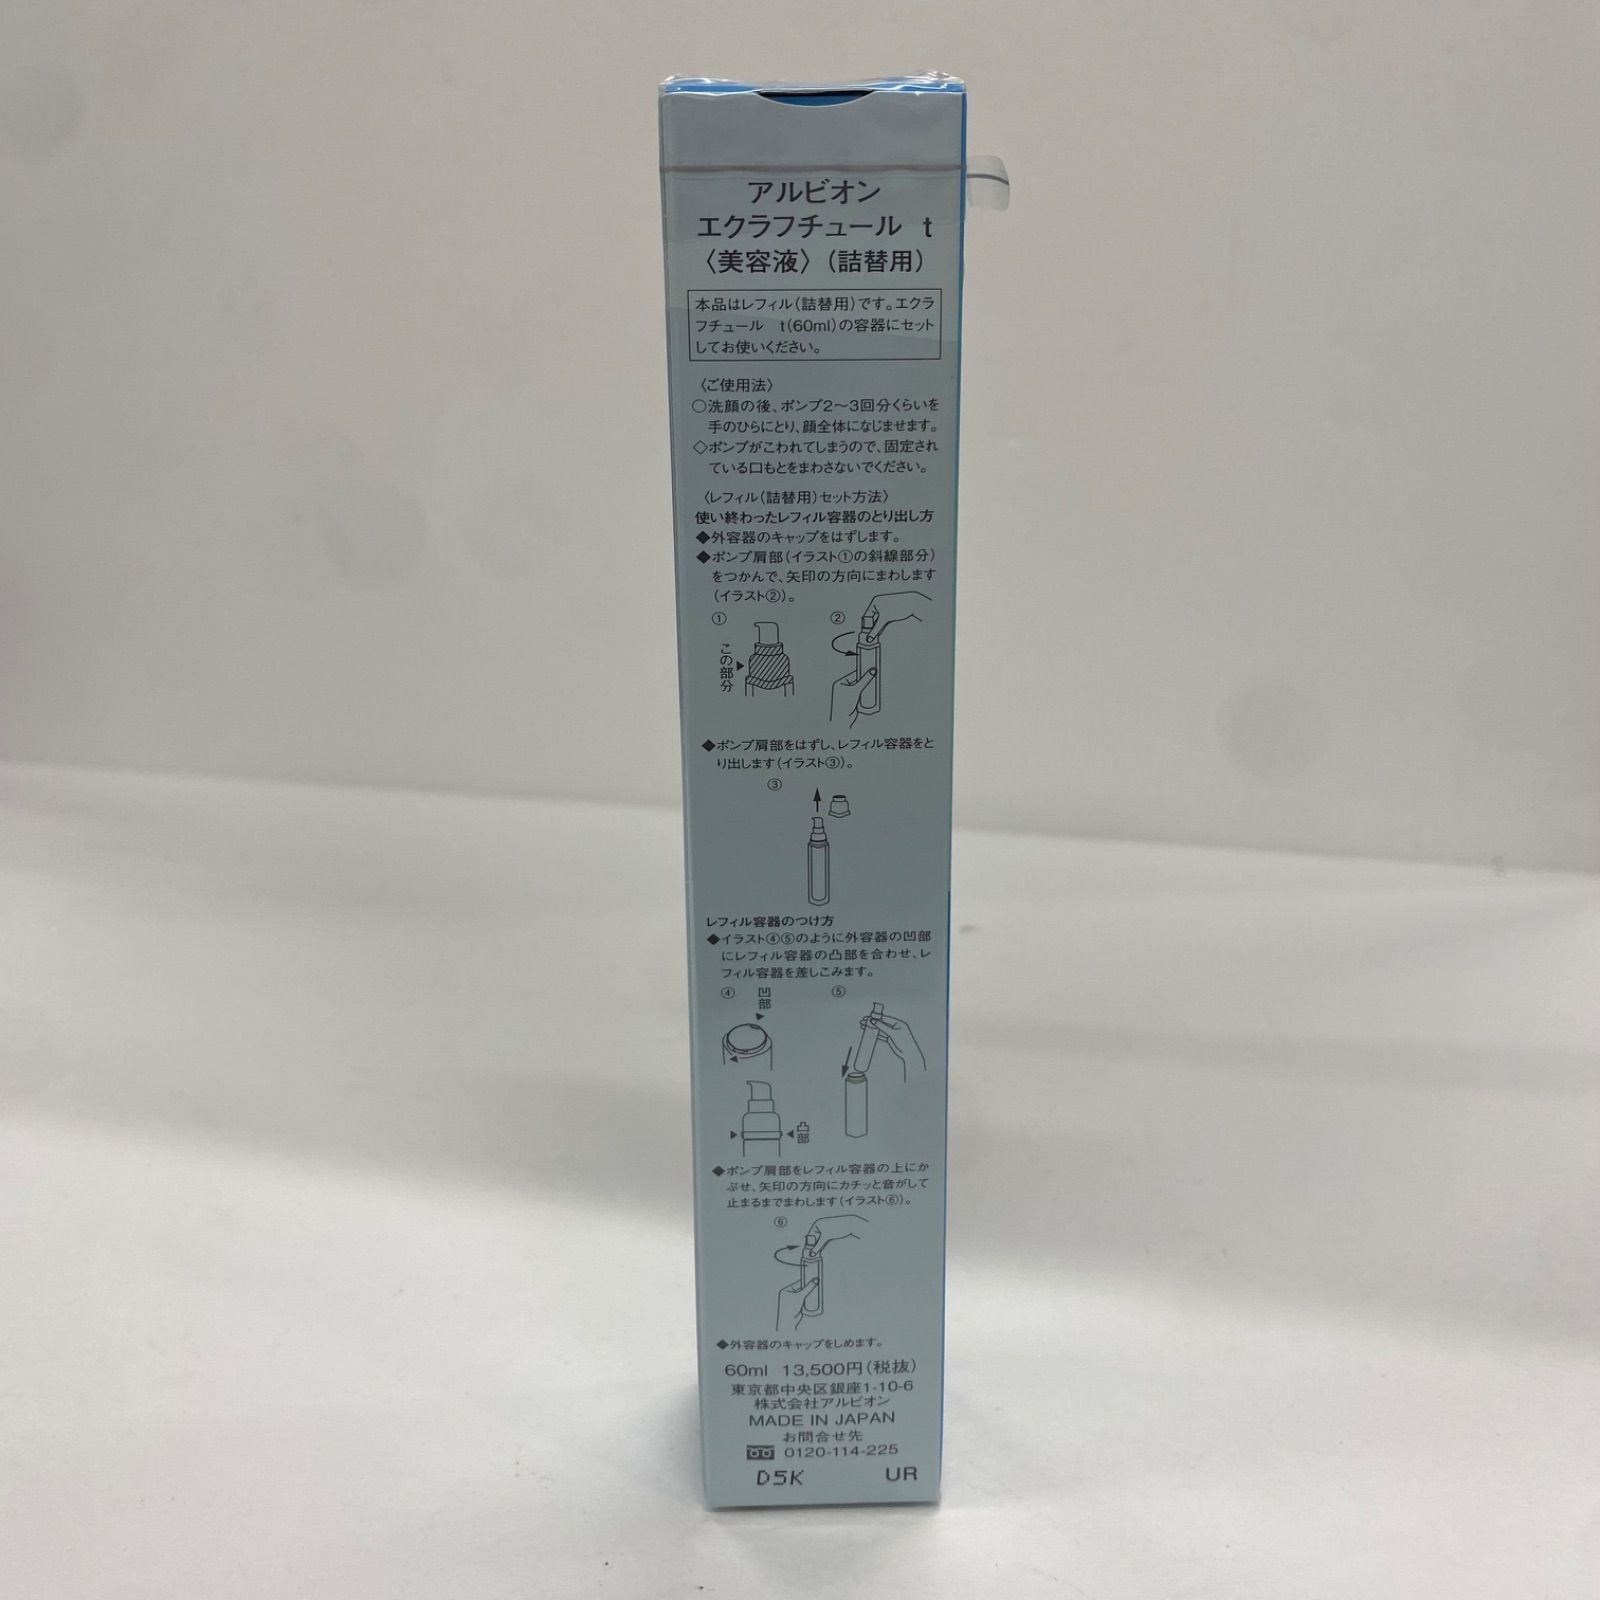 アルビオン
エクラフチュール t
〈美容液〉(詰替用)
本品はレフィル(詰替用)です。エクラ
フチュール t(60ml)の容器にセット
してお使いください。
〈ご使用法〉
○洗顔の後、ポンプ2〜3回分くらいを
手のひらにとり、顔全体になじませます。
◇ポンプがこわれてしまうので、固定され
ている口もとをまわさないでください。
〈レフィル(詰替用)セット方法〉
使い終わったレフィル容器のとり出し方
◆外容器のキャップをはずします。
◆ポンプ肩部(イラスト①の斜線部分)
をつかんで、矢印の方向にまわします
(イラスト②)。
①
この部分
②
◆ポンプ肩部をはずし、レフィル容器をと
り出します(イラスト③)。
③
レフィル容器のつけ方
◆イラスト④⑤のように外容器の凹部
にレフィル容器の凸部を合わせ、レ
フィル容器を差しこみます。
④
凹部
⑤
凸部
◆ポンプ肩部をレフィル容器の上にか
ぶせ、矢印の方向にカチッと音がして
止まるまでまわします(イラスト⑥)。
⑥
◆外容器のキャップをしめます。
60ml 13,500円(税抜)
東京都中央区銀座1-10-6
株式会社アルビオン
MADE IN JAPAN
お問合せ先
0120-114-225
D5K UR